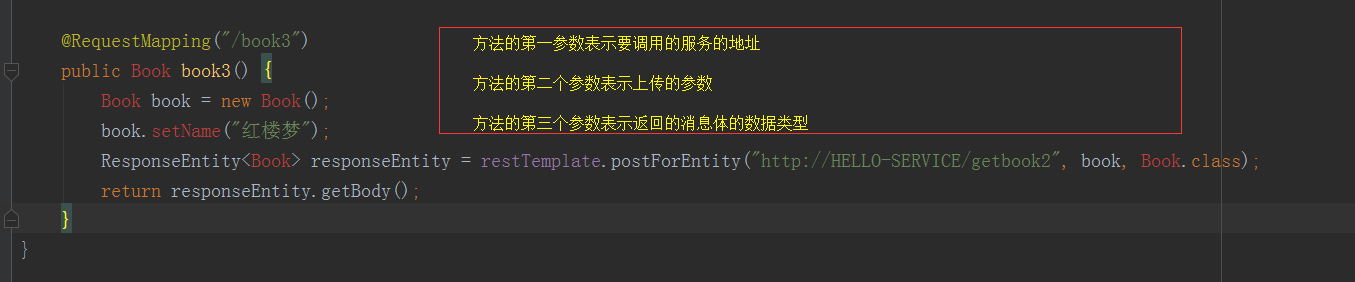 @RequestMapping("/book3")
方法的第一参数表示要调用的服务的地址
public Book book3() {
方法的第二个参数表示上传的参数
Book book = new Book();
book.setName("红楼梦");
方法的第三个参数表示返回的消息体的数据类型
ResponseEntity<Book> responseEntity = restTemplate.postForEntity("http://HELLO-SERVICE/getbook2", book, Book.class);
return responseEntity.getBody();
}
}